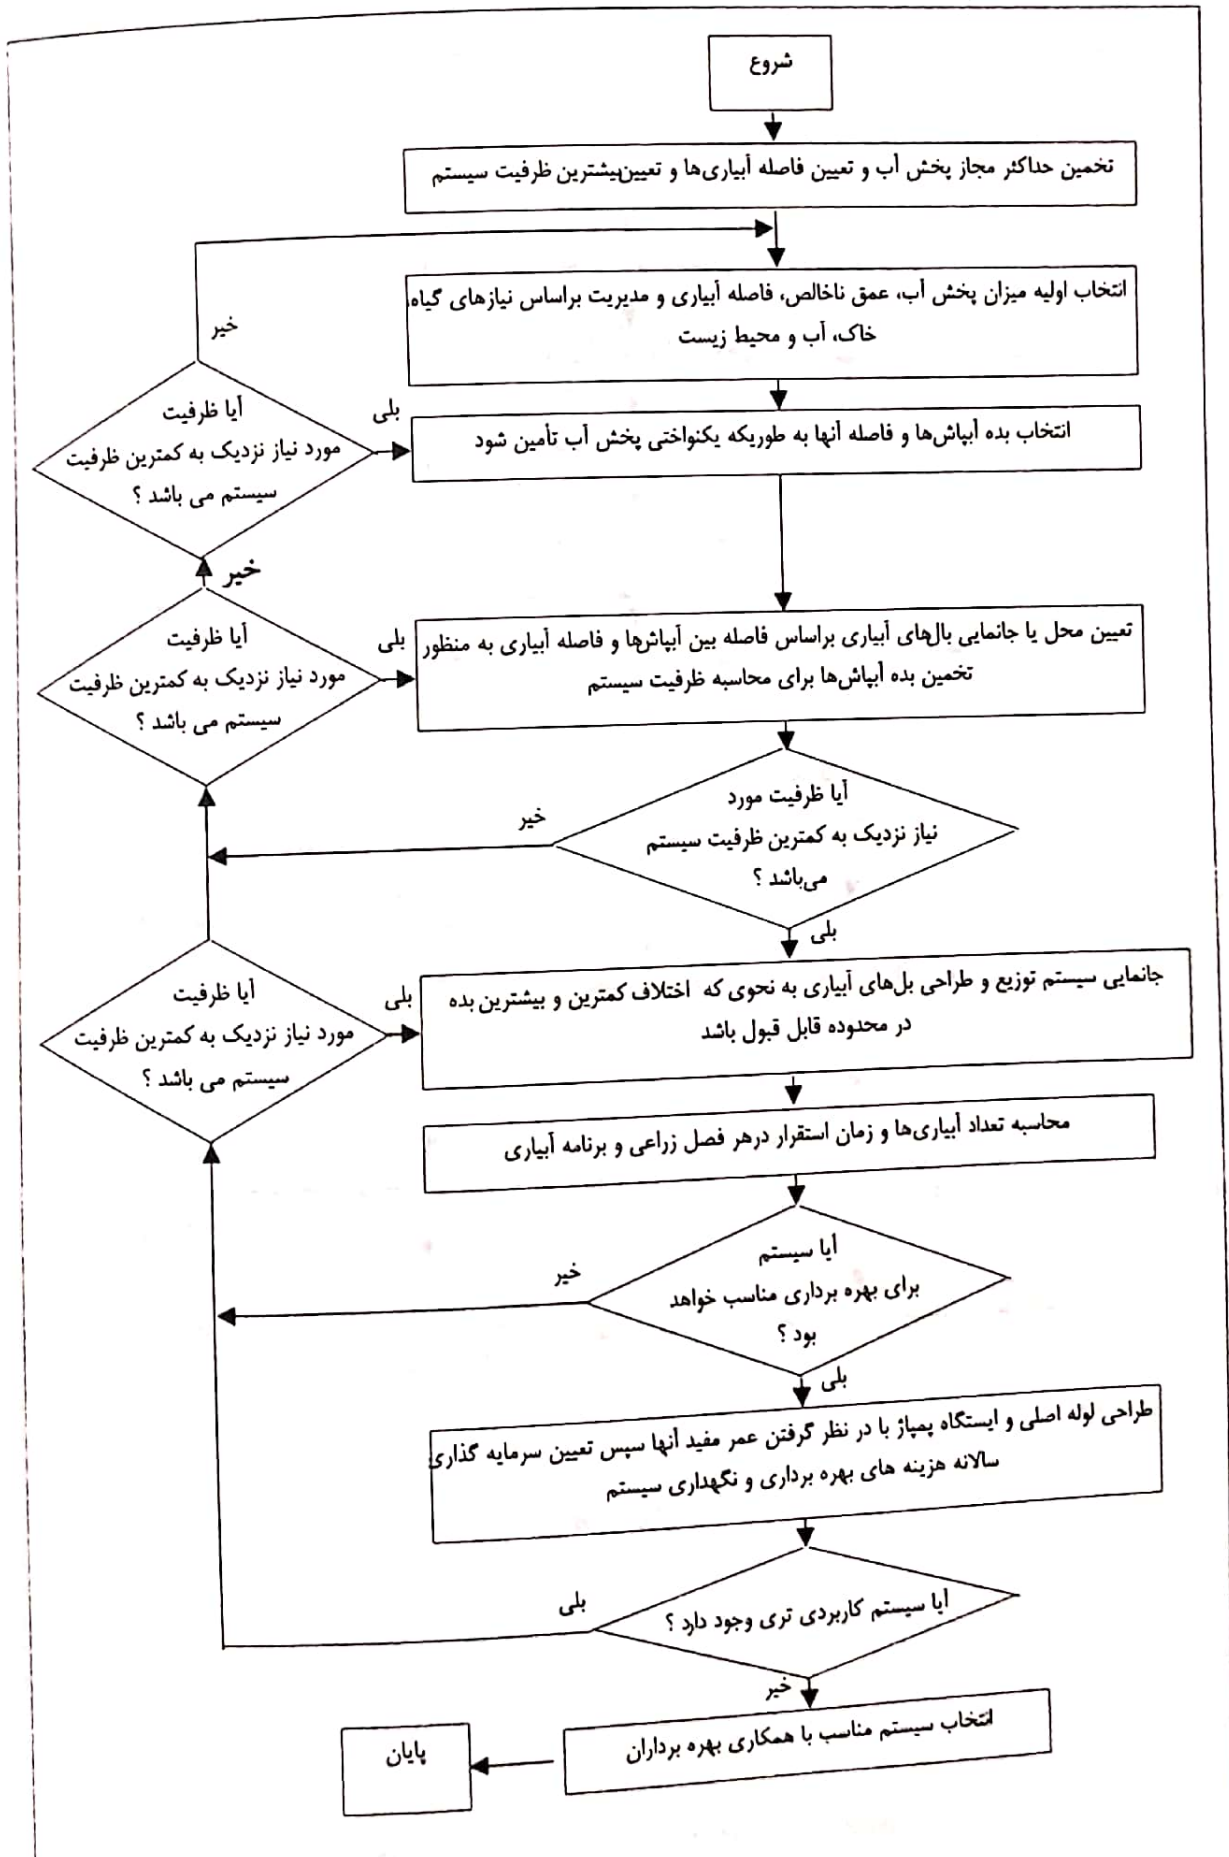 شروع
تخمین حداکثر مجاز پخش آب و تعیین فاصله آبیاری‌ها و تعیین‌بیشترین ظرفیت سیستم
انتخاب اولیه میزان پخش آب، عمق ناخالص، فاصله آبیاری و مدیریت براساس نیازهای گیاه،
خاک، آب و محیط زیست
خیر
آیا ظرفیت
مورد نیاز نزدیک به کمترین ظرفیت
سیستم می باشد ؟
بلی
انتخاب بده آبپاش‌ها و فاصله آنها به طوریکه یکنواختی پخش آب تأمین شود
خیر
آیا ظرفیت
مورد نیاز نزدیک به کمترین ظرفیت
سیستم می باشد ؟
بلی
تعیین محل یا جانمایی بال‌های آبیاری براساس فاصله بین آبپاش‌ها و فاصله آبیاری به منظور
تخمین بده آبپاش‌ها برای محاسبه ظرفیت سیستم
آیا ظرفیت مورد
نیاز نزدیک به کمترین ظرفیت سیستم
می‌باشد ؟
خیر
بلی
آیا ظرفیت
مورد نیاز نزدیک به کمترین ظرفیت
سیستم می باشد ؟
بلی
جانمایی سیستم توزیع و طراحی بل‌های آبیاری به نحوی که اختلاف کمترین و بیشترین بده
در محدوده قابل قبول باشد
محاسبه تعداد آبیاری‌ها و زمان استقرار درهر فصل زراعی و برنامه آبیاری
آیا سیستم
برای بهره برداری مناسب خواهد
بود ؟
خیر
بلی
طراحی لوله اصلی و ایستگاه پمپاژ با در نظر گرفتن عمر مفید آنها سپس تعیین سرمایه گذاری
سالانه هزینه های بهره برداری و نگهداری سیستم
آیا سیستم کاربردی تری وجود دارد ؟
بلی
خیر
انتخاب سیستم مناسب با همکاری بهره برداران
پایان